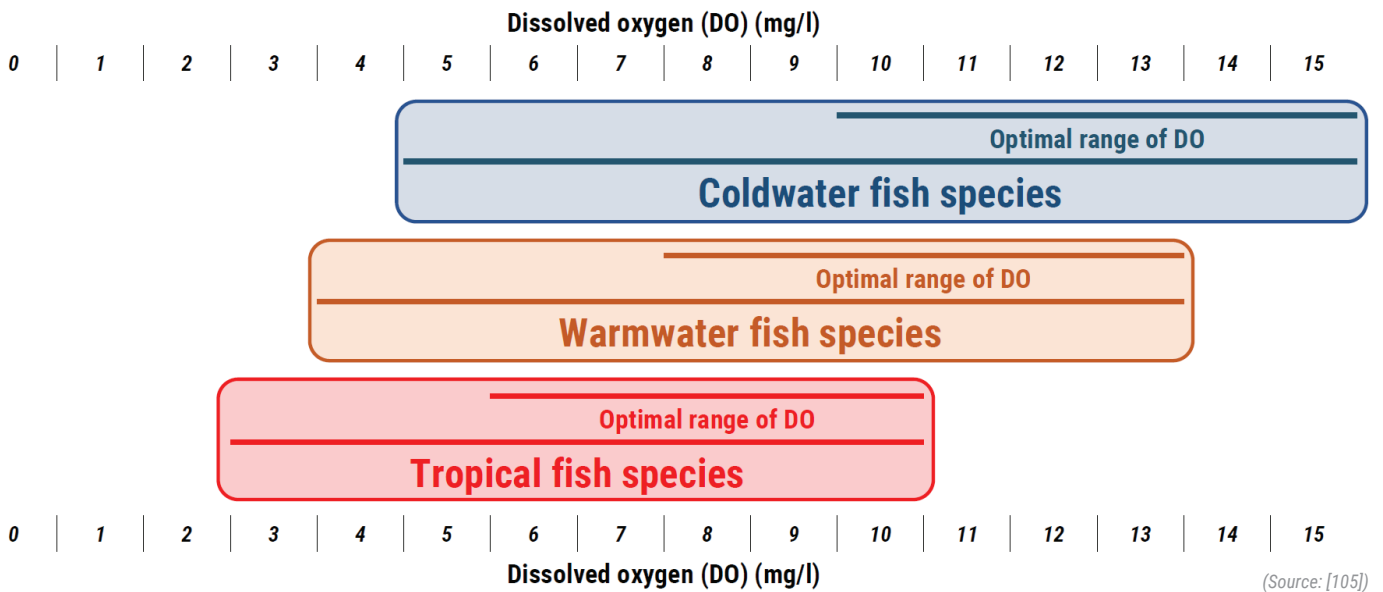 Dissolved oxygen (DO) (mg/l)
0 1 2 3 4 5 6 7 8 9 10 11 12 13 14 15
Optimal range of DO
Coldwater fish species
Optimal range of DO
Warmwater fish species
Optimal range of DO
Tropical fish species
0 1 2 3 4 5 6 7 8 9 10 11 12 13 14 15
Dissolved oxygen (DO) (mg/l)
(Source: [105])